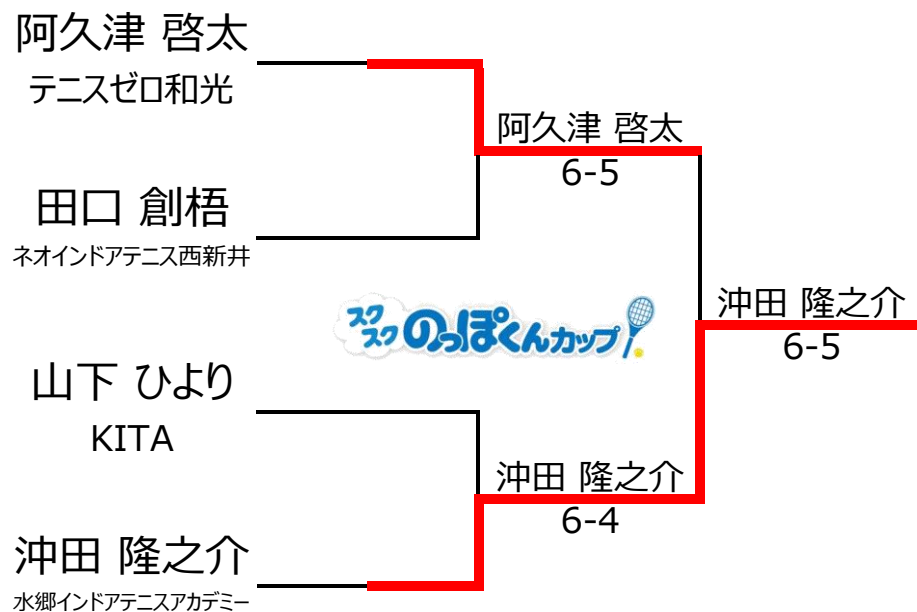 阿久津 啓太
テニスゼロ和光
阿久津 啓太
6-5
田口 創梧
ネオインドアテニス西新井
スクスクのっぽくんカップ
沖田 隆之介
6-5
山下 ひより
KITA
沖田 隆之介
6-4
沖田 隆之介
水郷インドアテニスアカデミー